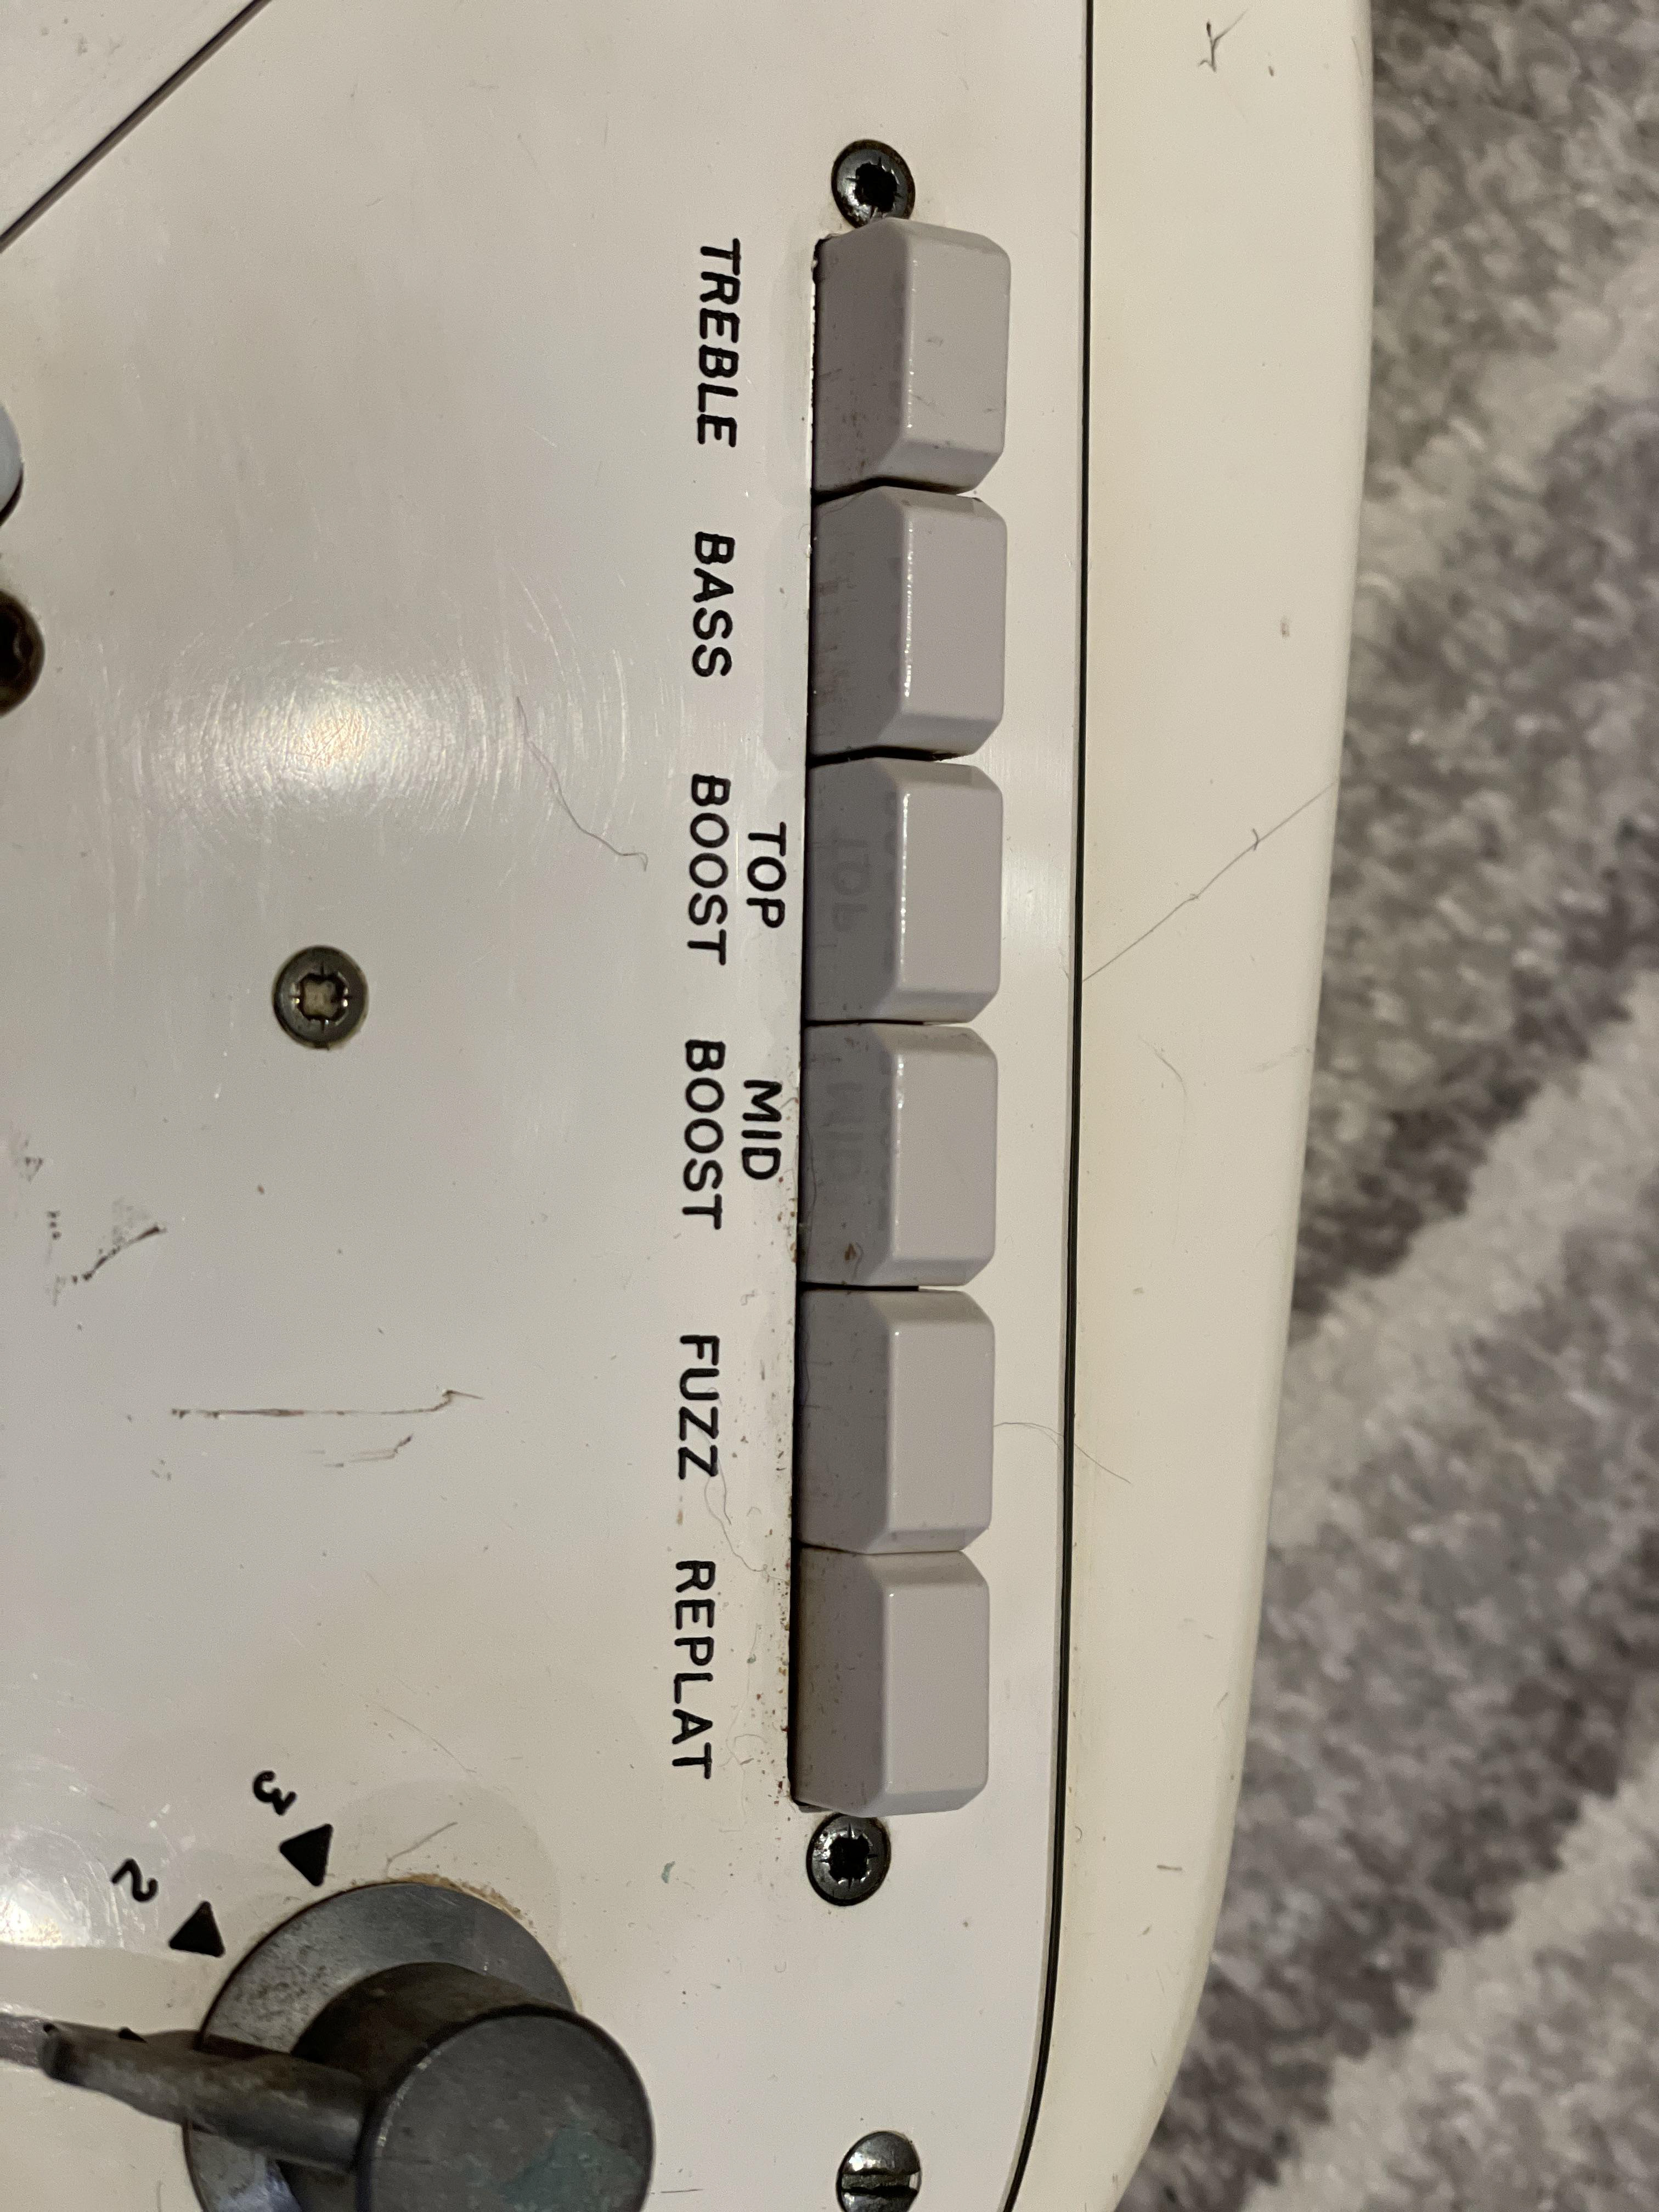 TREBLE
BASS
TOP
BOOST
MID
BOOST
FUZZ
REPLAT
3
2